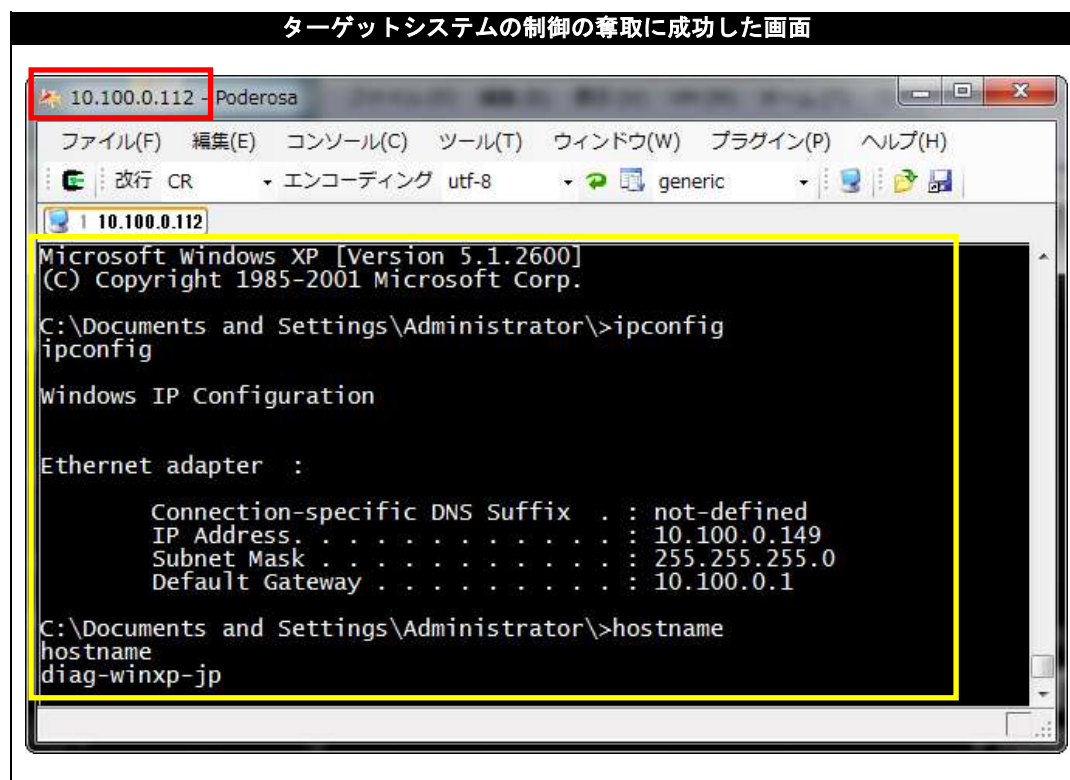 ターゲットシステムの制御の奪取に成功した画面
10.100.0.112 - Poderosa
ファイル(F) 編集(E) コンソール(C) ツール(T) ウィンドウ(W) プラグイン(P) ヘルプ(H)
改行 CR エンコーディング utf-8 generic
1 10.100.0.112
Microsoft Windows XP [Version 5.1.2600]
(C) Copyright 1985-2001 Microsoft Corp.
C:\Documents and Settings\Administrator\>ipconfig
ipconfig
Windows IP Configuration
Ethernet adapter :
Connection-specific DNS Suffix . : not-defined
IP Address. . . . . . . . . . . . : 10.100.0.149
Subnet Mask . . . . . . . . . . . : 255.255.255.0
Default Gateway . . . . . . . . . : 10.100.0.1
C:\Documents and Settings\Administrator\>hostname
hostname
diag-winxp-jp